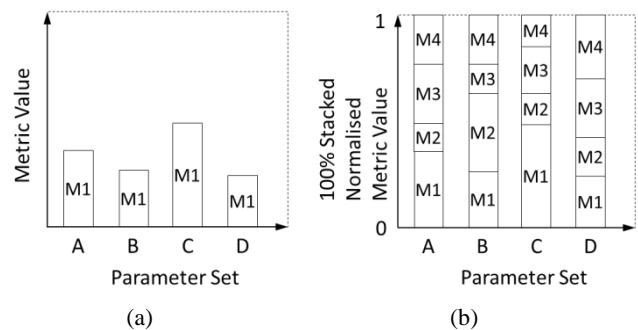 Metric Value
M1
M1
M1
M1
A B C D
Parameter Set
(a)
100% Stacked
Normalised
Metric Value
1
0
M4 M4 M4 M4
M3 M3 M3 M3
M2 M2 M2 M2
M1 M1 M1 M1
A B C D
Parameter Set
(b)